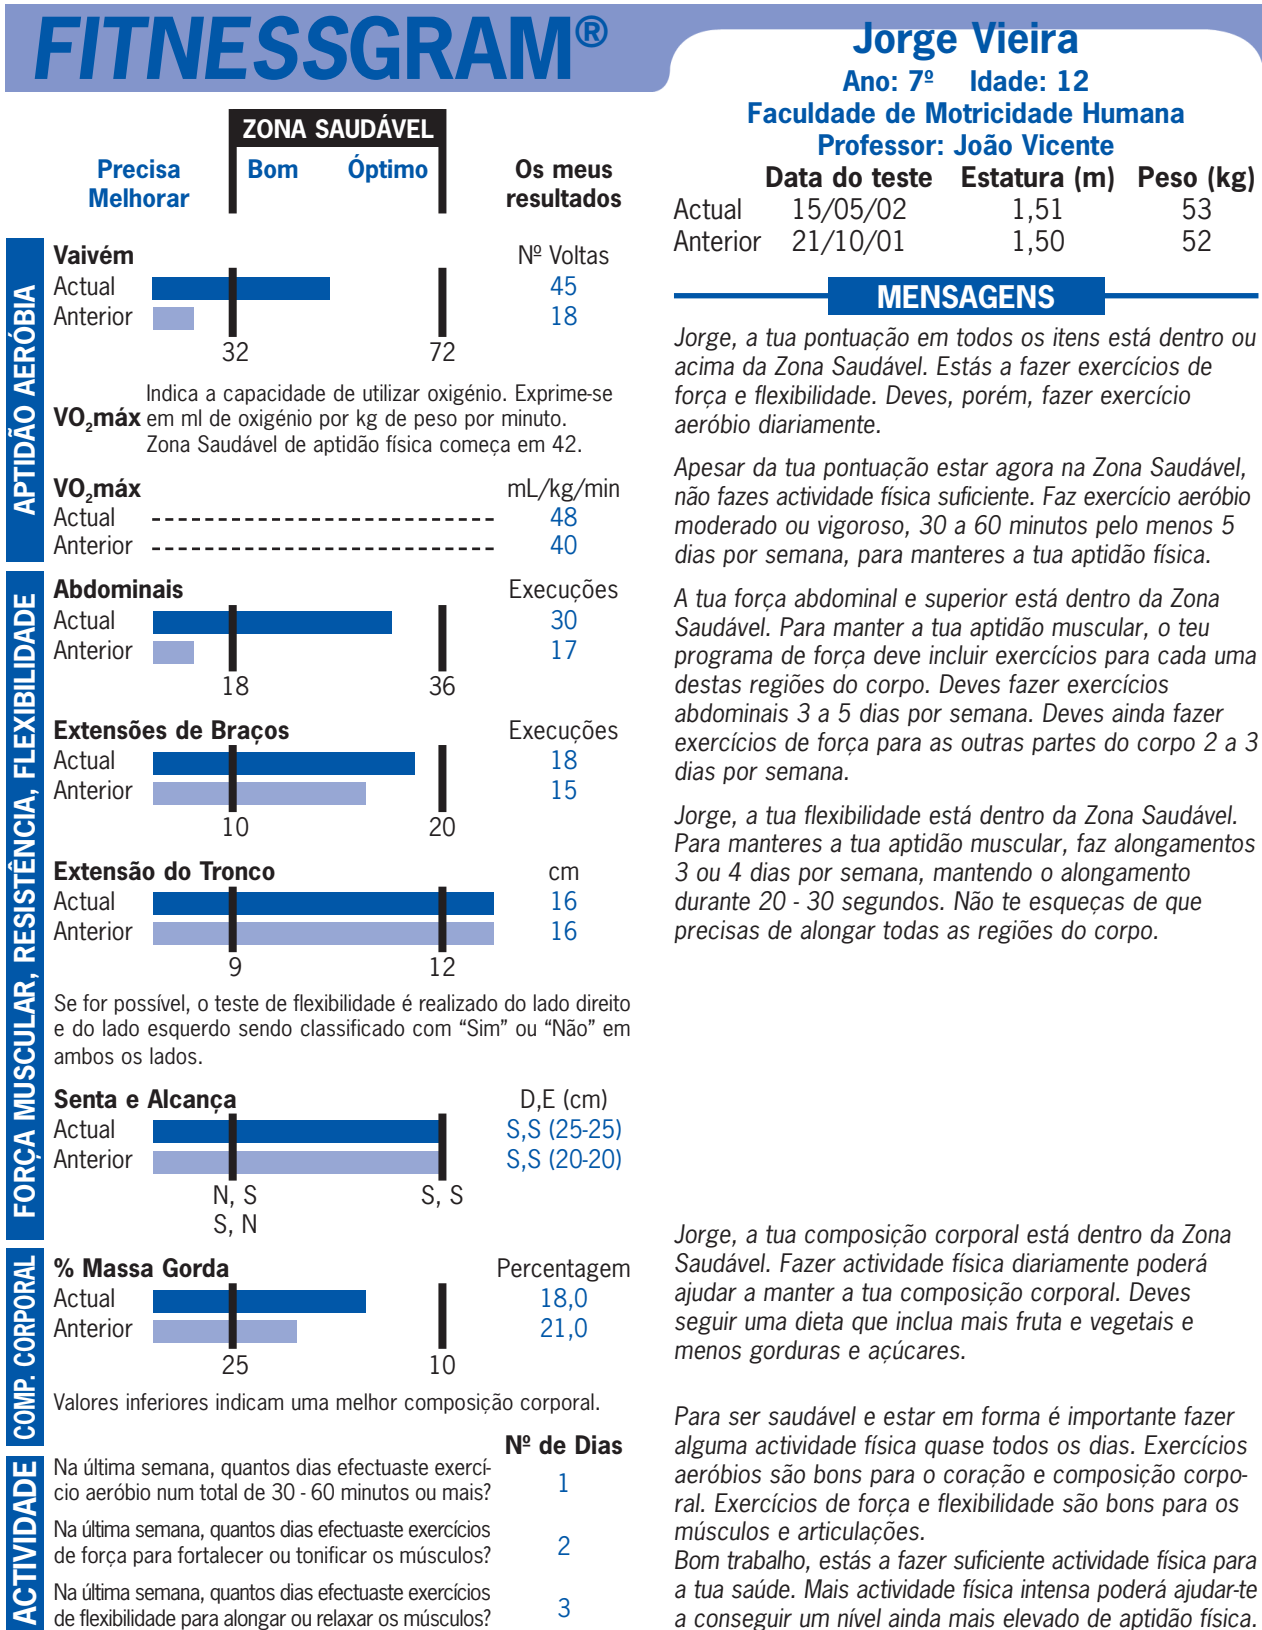 FITNESSGRAM®
Jorge Vieira
Ano: 7º Idade: 12
Faculdade de Motricidade Humana
Professor: João Vicente
Data do teste Estatura (m) Peso (kg)
Actual 15/05/02 1,51 53
Anterior 21/10/01 1,50 52
ZONA SAUDÁVEL
Precisa Melhorar
Bom Óptimo
Os meus resultados
APTIDÃO AERÓBIA
Vaivém Nº Voltas
Actual 45
Anterior 18
32 72
Indica a capacidade de utilizar oxigénio. Exprime-se
VO₂máx em ml de oxigénio por kg de peso por minuto.
Zona Saudável de aptidão física começa em 42.
VO₂máx mL/kg/min
Actual 48
Anterior 40
FORÇA MUSCULAR, RESISTÊNCIA, FLEXIBILIDADE
Abdominais Execuções
Actual 30
Anterior 17
18 36
Extensões de Braços Execuções
Actual 18
Anterior 15
10 20
Extensão do Tronco cm
Actual 16
Anterior 16
9 12
Se for possível, o teste de flexibilidade é realizado do lado direito
e do lado esquerdo sendo classificado com “Sim” ou “Não” em
ambos os lados.
Senta e Alcança D,E (cm)
Actual S,S (25-25)
Anterior S,S (20-20)
N, S S, S
S, N
COMP. CORPORAL
% Massa Gorda Percentagem
Actual 18,0
Anterior 21,0
25 10
Valores inferiores indicam uma melhor composição corporal.
ACTIVIDADE
Nº de Dias
Na última semana, quantos dias efectuaste exercí-
cio aeróbio num total de 30 - 60 minutos ou mais? 1
Na última semana, quantos dias efectuaste exercícios
de força para fortalecer ou tonificar os músculos? 2
Na última semana, quantos dias efectuaste exercícios
de flexibilidade para alongar ou relaxar os músculos? 3
MENSAGENS
Jorge, a tua pontuação em todos os itens está dentro ou
acima da Zona Saudável. Estás a fazer exercícios de
força e flexibilidade. Deves, porém, fazer exercício
aeróbio diariamente.
Apesar da tua pontuação estar agora na Zona Saudável,
não fazes actividade física suficiente. Faz exercício aeróbio
moderado ou vigoroso, 30 a 60 minutos pelo menos 5
dias por semana, para manteres a tua aptidão física.
A tua força abdominal e superior está dentro da Zona
Saudável. Para manter a tua aptidão muscular, o teu
programa de força deve incluir exercícios para cada uma
destas regiões do corpo. Deves fazer exercícios
abdominais 3 a 5 dias por semana. Deves ainda fazer
exercícios de força para as outras partes do corpo 2 a 3
dias por semana.
Jorge, a tua flexibilidade está dentro da Zona Saudável.
Para manteres a tua aptidão muscular, faz alongamentos
3 ou 4 dias por semana, mantendo o alongamento
durante 20 - 30 segundos. Não te esqueças de que
precisas de alongar todas as regiões do corpo.
Jorge, a tua composição corporal está dentro da Zona
Saudável. Fazer actividade física diariamente poderá
ajudar a manter a tua composição corporal. Deves
seguir uma dieta que inclua mais fruta e vegetais e
menos gorduras e açúcares.
Para ser saudável e estar em forma é importante fazer
alguma actividade física quase todos os dias. Exercícios
aeróbios são bons para o coração e composição corpo-
ral. Exercícios de força e flexibilidade são bons para os
músculos e articulações.
Bom trabalho, estás a fazer suficiente actividade física para
a tua saúde. Mais actividade física intensa poderá ajudar-te
a conseguir um nível ainda mais elevado de aptidão física.